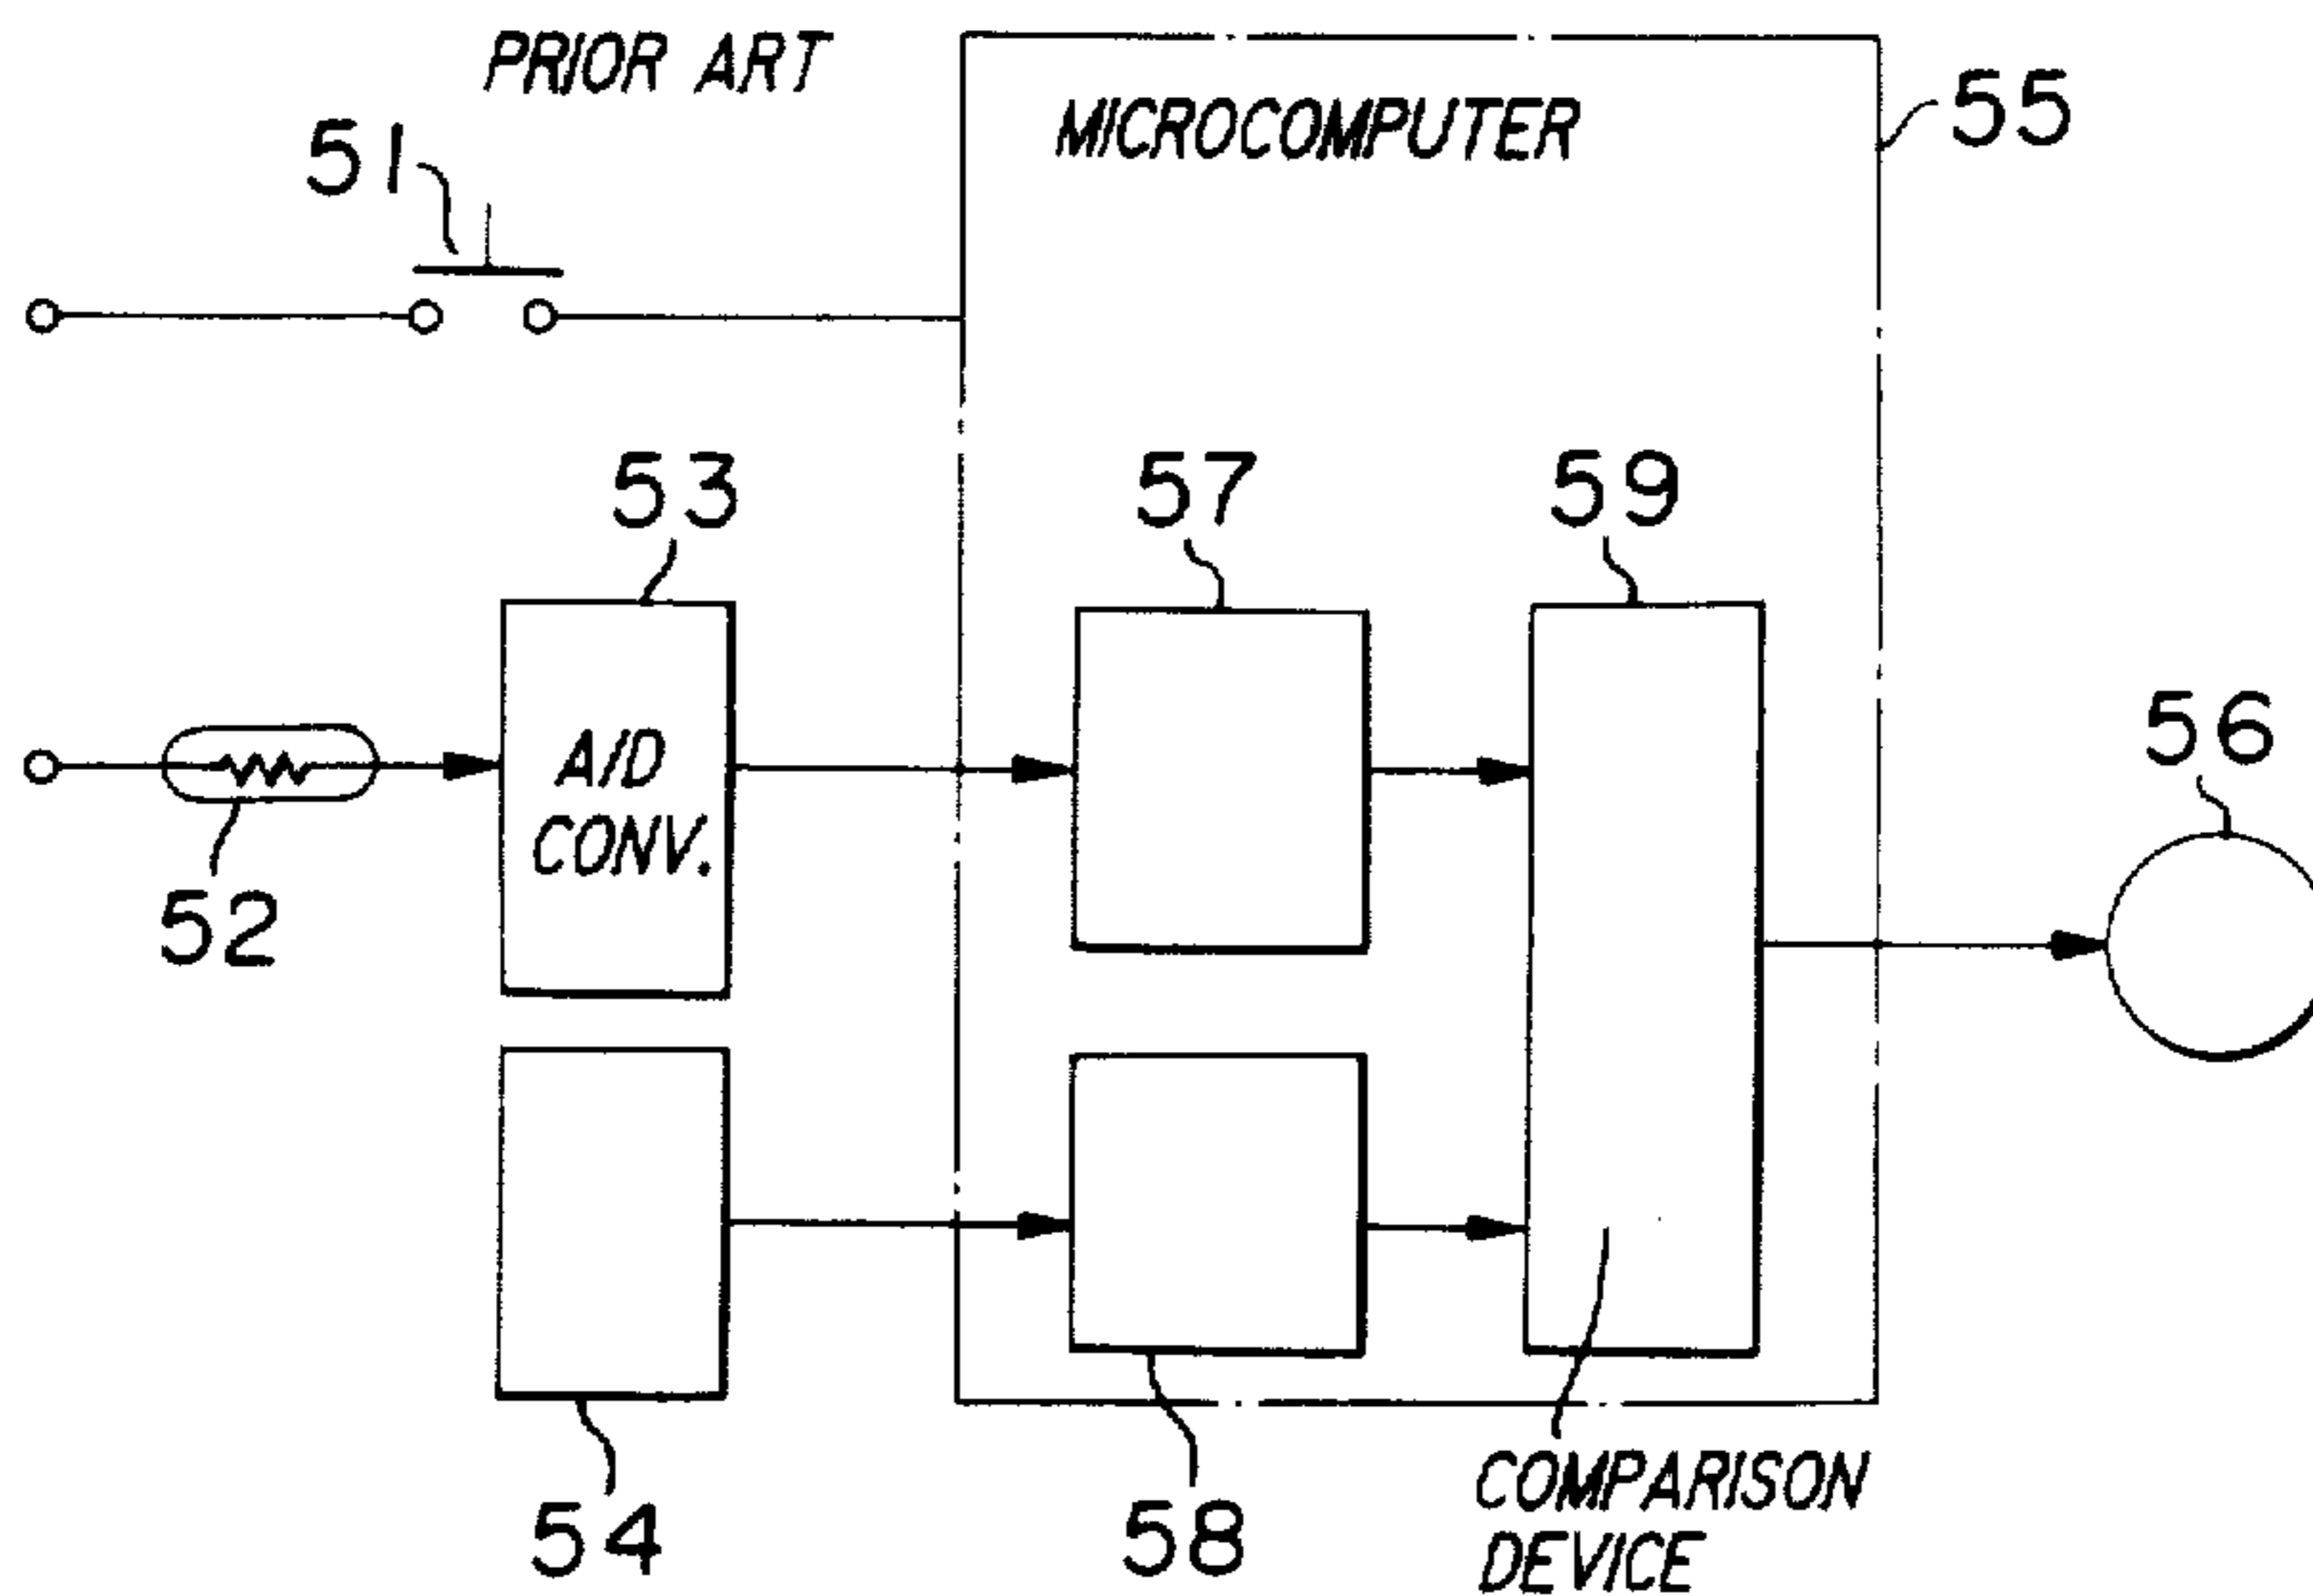 PRIOR ART
MICROCOMPUTER
55
51
53
57
59
56
A/D
CONV.
52
54
58
COMPARISON
DEVICE